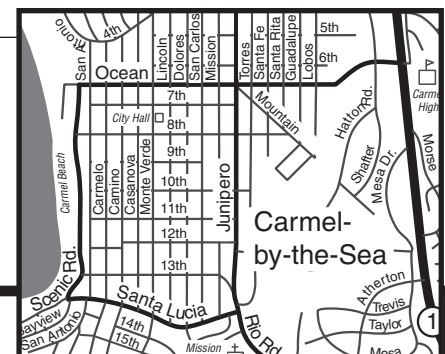 4th
San
Antonio
Ocean
Lincoln
Dolores
San Carlos
Mission
Torres
Santa Fe
Santa Rita
Guadalupe
Lobos
5th
6th
7th
City Hall
8th
Mountain
Hatton Rd.
Shafter
Mesa Dr.
Morse
Carme
High
Carmel Beach
Carmelo
Camino
Casanova
Monte Verde
9th
10th
11th
12th
13th
Junipero
Carmel-
by-the-Sea
Scenic Rd.
Santa Lucia
Bayview
San Antonio
14th
15th
Mission
Rio Rd.
Atherton
Trevis
Taylor
Mesa
1